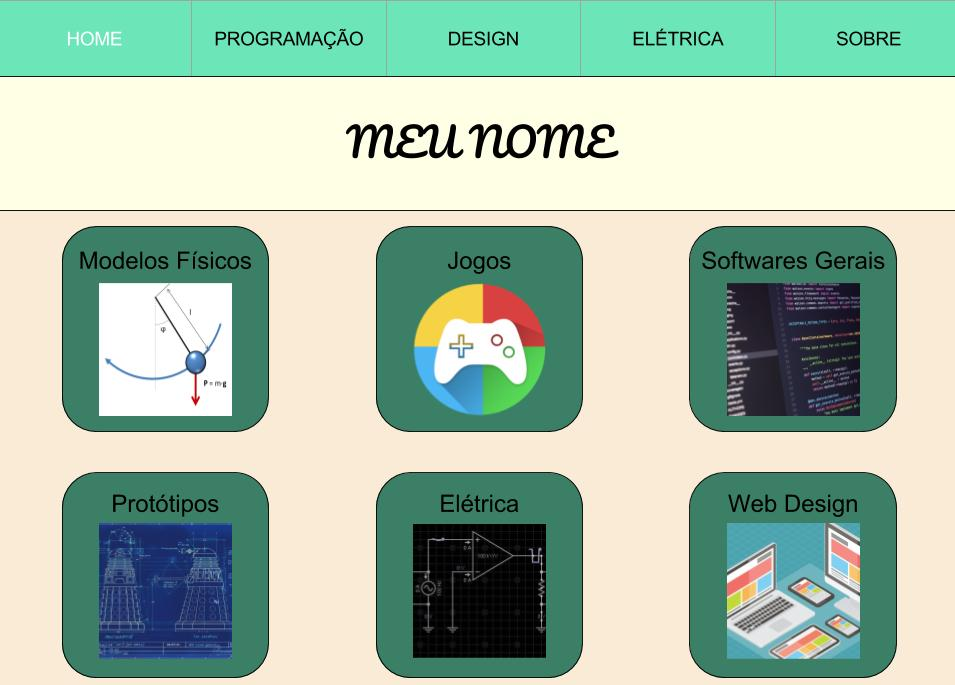 HOME PROGRAMAÇÃO DESIGN ELÉTRICA SOBRE
MEU NOME
Modelos Físicos Jogos Softwares Gerais
l
φ
P = m·g
Protótipos Elétrica Web Design